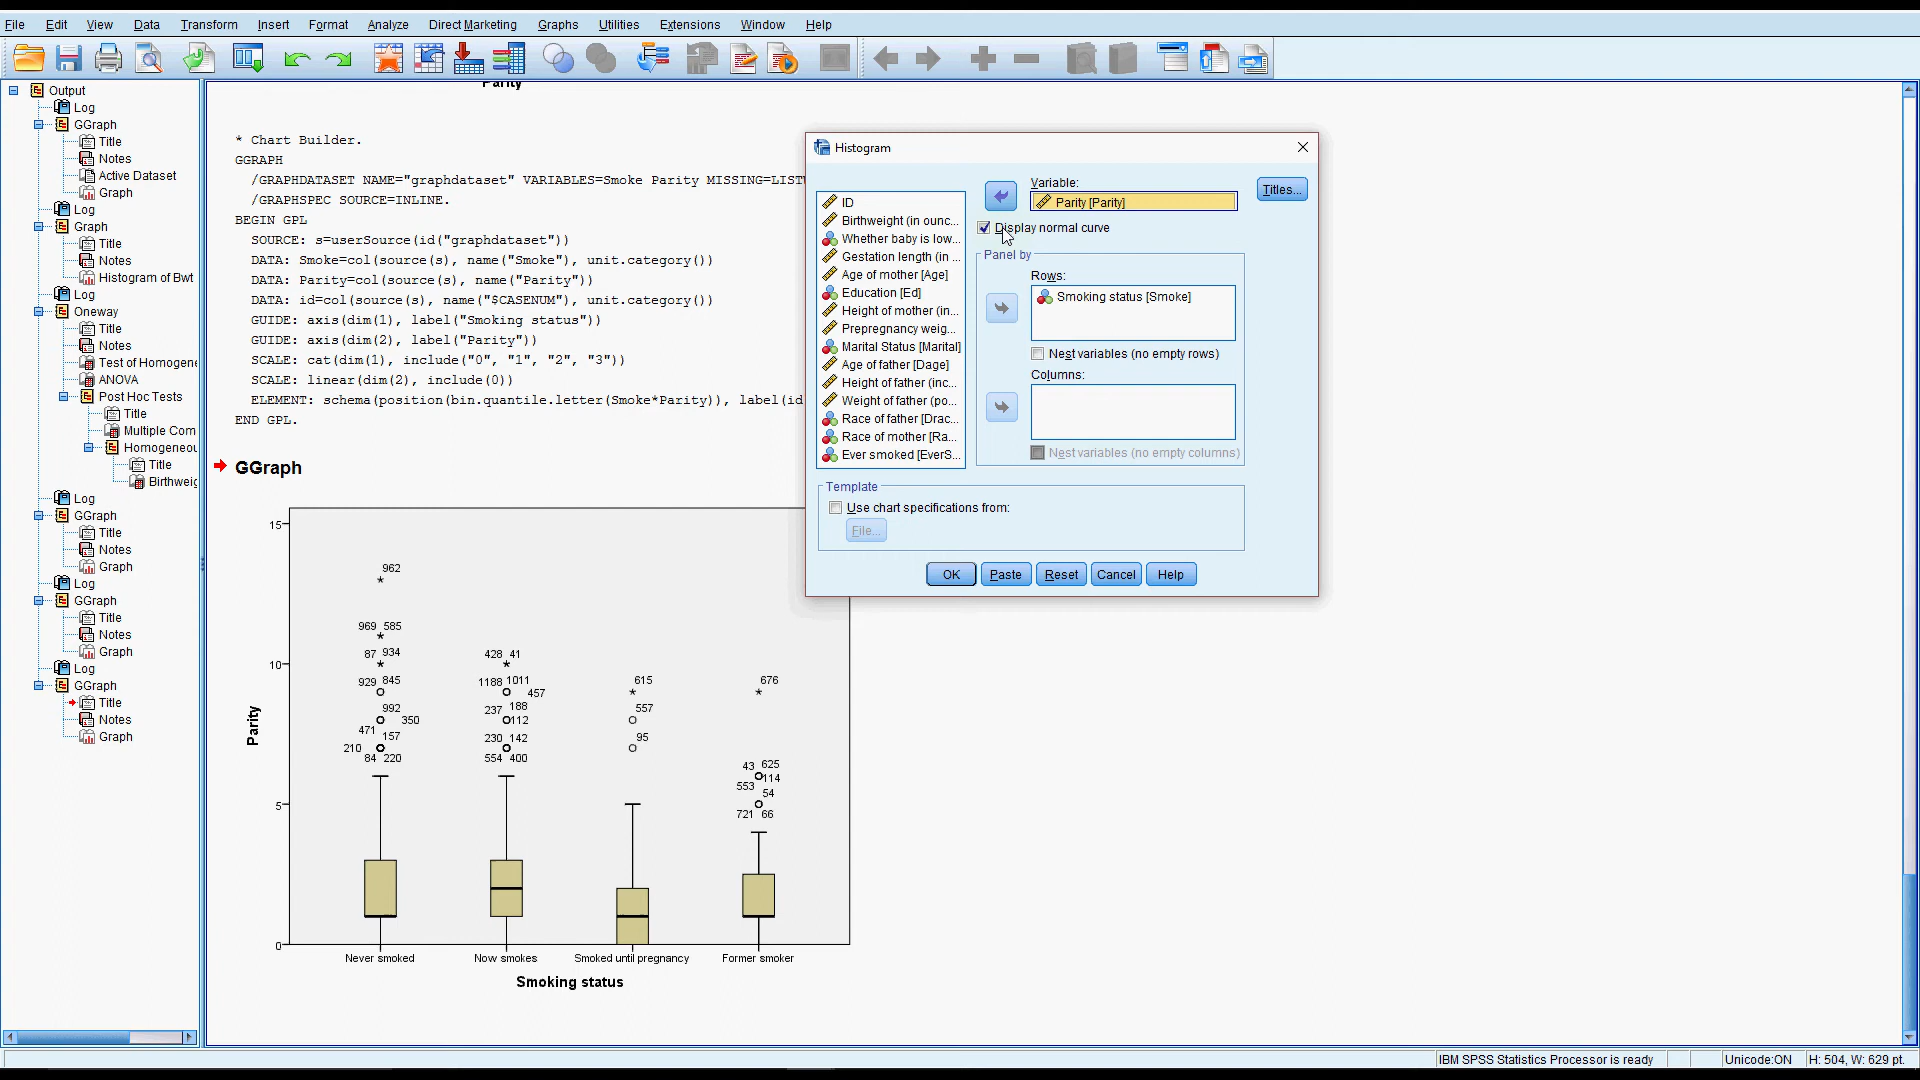 File Edit View Data Transform Insert Format Analyze Direct Marketing Graphs Utilities Extensions Window Help
Output
Log
GGraph
Title
Notes
Active Dataset
Graph
Log
Graph
Title
Notes
Histogram of Bwt
Log
Oneway
Title
Notes
Test of Homogene
ANOVA
Post Hoc Tests
Title
Multiple Com
Homogeneou
Title
Birthweig
Log
GGraph
Title
Notes
Graph
Log
GGraph
Title
Notes
Graph
Log
GGraph
Title
Notes
Graph
Parity
* Chart Builder.
GGRAPH
/GRAPHDATASET NAME="graphdataset" VARIABLES=Smoke Parity MISSING=LISTW
/GRAPHSPEC SOURCE=INLINE.
BEGIN GPL
SOURCE: s=userSource(id("graphdataset"))
DATA: Smoke=col(source(s), name("Smoke"), unit.category())
DATA: Parity=col(source(s), name("Parity"))
DATA: id=col(source(s), name("$CASENUM"), unit.category())
GUIDE: axis(dim(1), label("Smoking status"))
GUIDE: axis(dim(2), label("Parity"))
SCALE: cat(dim(1), include("0", "1", "2", "3"))
SCALE: linear(dim(2), include(0))
ELEMENT: schema(position(bin.quantile.letter(Smoke*Parity)), label(id
END GPL.
GGraph
15
10
5
0
Parity
962
969 585
87 934
929 845
992
350
471
157
210
84 220
428 41
1188 1011
457
188
237
112
230 142
554 400
615
557
95
676
43 625
114
553
54
721 66
Never smoked Now smokes Smoked until pregnancy Former smoker
Smoking status
Histogram
ID
Birthweight (in ounc...
Whether baby is low...
Gestation length (in ...
Age of mother [Age]
Education [Ed]
Height of mother (in...
Prepregnancy weig...
Marital Status [Marital]
Age of father [Dage]
Height of father (inc...
Weight of father (po...
Race of father [Drac...
Race of mother [Ra...
Ever smoked [EverS...
Variable:
Parity [Parity]
Titles...
Display normal curve
Panel by
Rows:
Smoking status [Smoke]
Nest variables (no empty rows)
Columns:
Nest variables (no empty columns)
Template
Use chart specifications from:
File...
OK Paste Reset Cancel Help
IBM SPSS Statistics Processor is ready Unicode:ON H: 504, W: 629 pt.